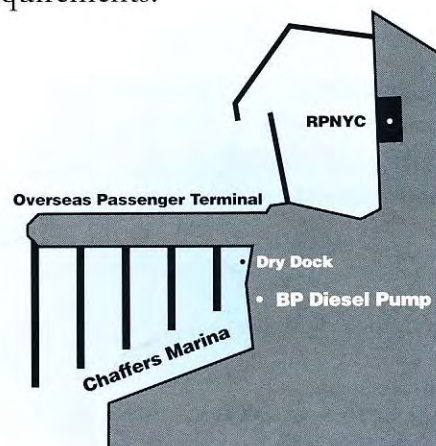 quirements.
RPNYC
Overseas Passenger Terminal
Dry Dock
BP Diesel Pump
Chaffers Marina